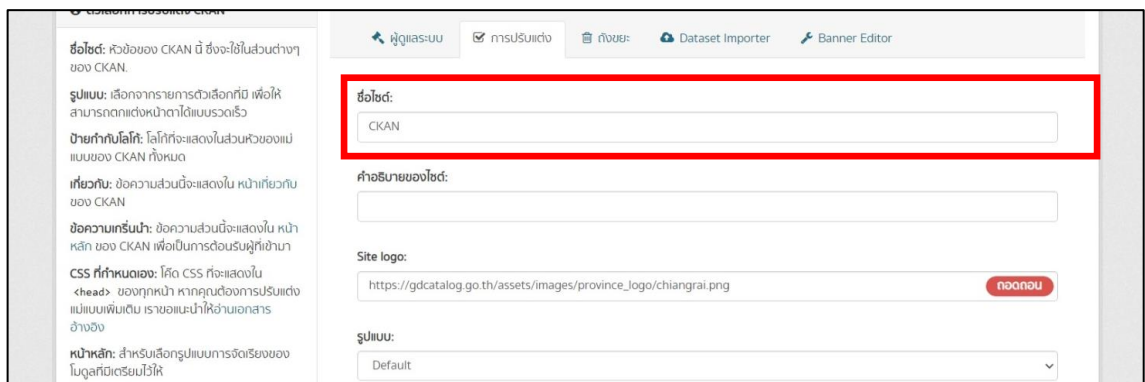 ตัวเลือกการปรับแต่ง CKAN
ชื่อไซต์: หัวข้อของ CKAN นี้ ซึ่งจะใช้ในส่วนต่างๆ
ของ CKAN.
รูปแบบ: เลือกจากรายการตัวเลือกที่มี เพื่อให้
สามารถตกแต่งหน้าตาได้แบบรวดเร็ว
ป้ายกำกับโลโก้: โลโก้ที่จะแสดงในส่วนหัวของแม่
แบบของ CKAN ทั้งหมด
เกี่ยวกับ: ข้อความส่วนนี้จะแสดงใน หน้าเกี่ยวกับ
ของ CKAN
ข้อความเกริ่นนำ: ข้อความส่วนนี้จะแสดงใน หน้า
หลัก ของ CKAN เพื่อเป็นการต้อนรับผู้ที่เข้ามา
CSS ที่กำหนดเอง: โค๊ด CSS ที่จะแสดงใน
<head> ของทุกหน้า หากคุณต้องการปรับแต่ง
แม่แบบเพิ่มเติม เราขอแนะนำให้อ่านเอกสาร
อ้างอิง
หน้าหลัก: สำหรับเลือกรูปแบบการจัดเรียงของ
โมดูลที่มีเตรียมไว้ให้
ผู้ดูแลระบบ การปรับแต่ง ถังขยะ Dataset Importer Banner Editor
ชื่อไซต์:
CKAN
คำอธิบายของไซต์:
Site logo:
https://gdcatalog.go.th/assets/images/province_logo/chiangrai.png ถอดถอน
รูปแบบ:
Default